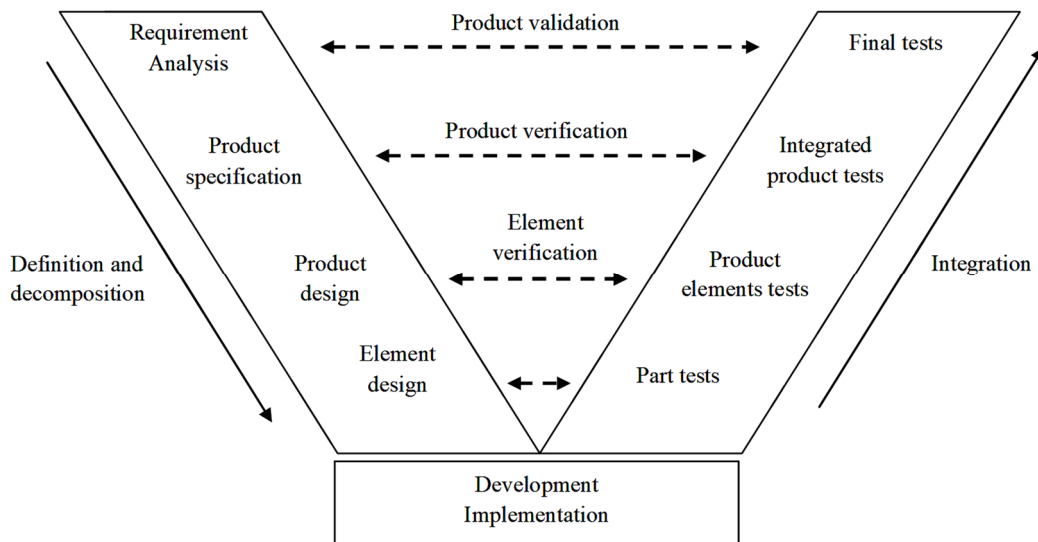 Product validation
Requirement
Analysis
Final tests
Product verification
Product
specification
Integrated
product tests
Element
verification
Definition and
decomposition
Product
design
Product
elements tests
Integration
Element
design
Part tests
Development
Implementation